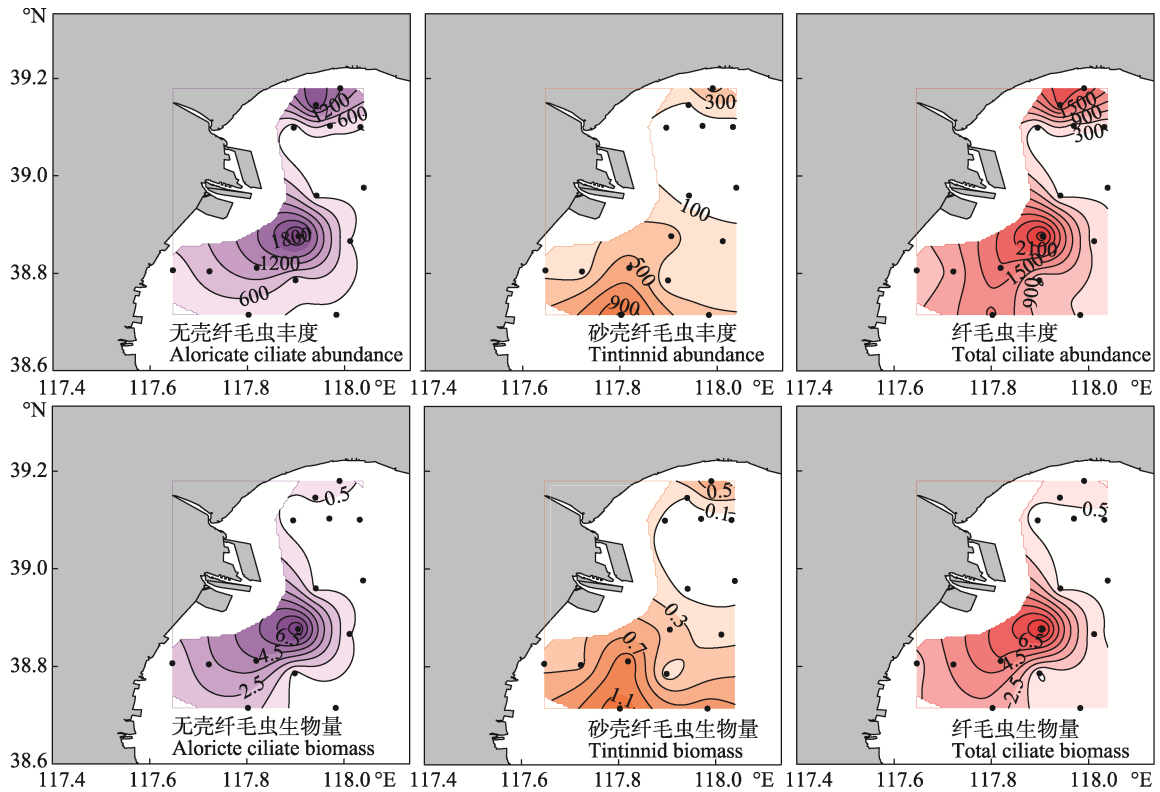 °N
39.2
39.0
38.8
38.6
1200
600
1800
1200
600
无壳纤毛虫丰度
Aloricate ciliate abundance
300
100
500
900
砂壳纤毛虫丰度
Tintinnid abundance
1500
900
300
2100
1500
900
纤毛虫丰度
Total ciliate abundance
117.4 117.6 117.8 118.0 °E
117.6 117.8 118.0 °E
117.6 117.8 118.0 °E
°N
39.2
39.0
38.8
38.6
0.5
6.5
4.5
2.5
无壳纤毛虫生物量
Aloricte ciliate biomass
0.5
0.1
0.3
0.7
1.1
砂壳纤毛虫生物量
Tintinnid biomass
0.5
6.5
4.5
2.5
纤毛虫生物量
Total ciliate biomass
117.4 117.6 117.8 118.0 °E
117.4 117.6 117.8 118.0 °E
117.4 117.6 117.8 118.0 °E